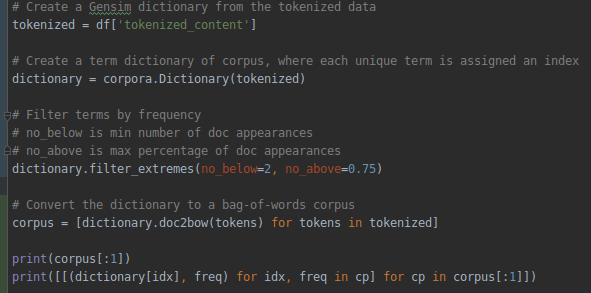 # Create a Gensim dictionary from the tokenized data
tokenized = df['tokenized_content']
# Create a term dictionary of corpus, where each unique term is assigned an index
dictionary = corpora.Dictionary(tokenized)
# Filter terms by frequency
# no_below is min number of doc appearances
# no_above is max percentage of doc appearances
dictionary.filter_extremes(no_below=2, no_above=0.75)
# Convert the dictionary to a bag-of-words corpus
corpus = [dictionary.doc2bow(tokens) for tokens in tokenized]
print(corpus[:1])
print([[(dictionary[idx], freq) for idx, freq in cp] for cp in corpus[:1]])